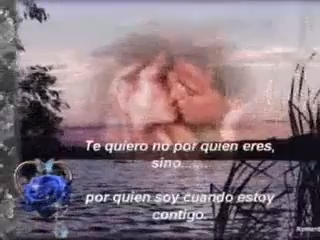 Te quiero no por quien eres,
sino.......
por quien soy cuando estoy
contigo.